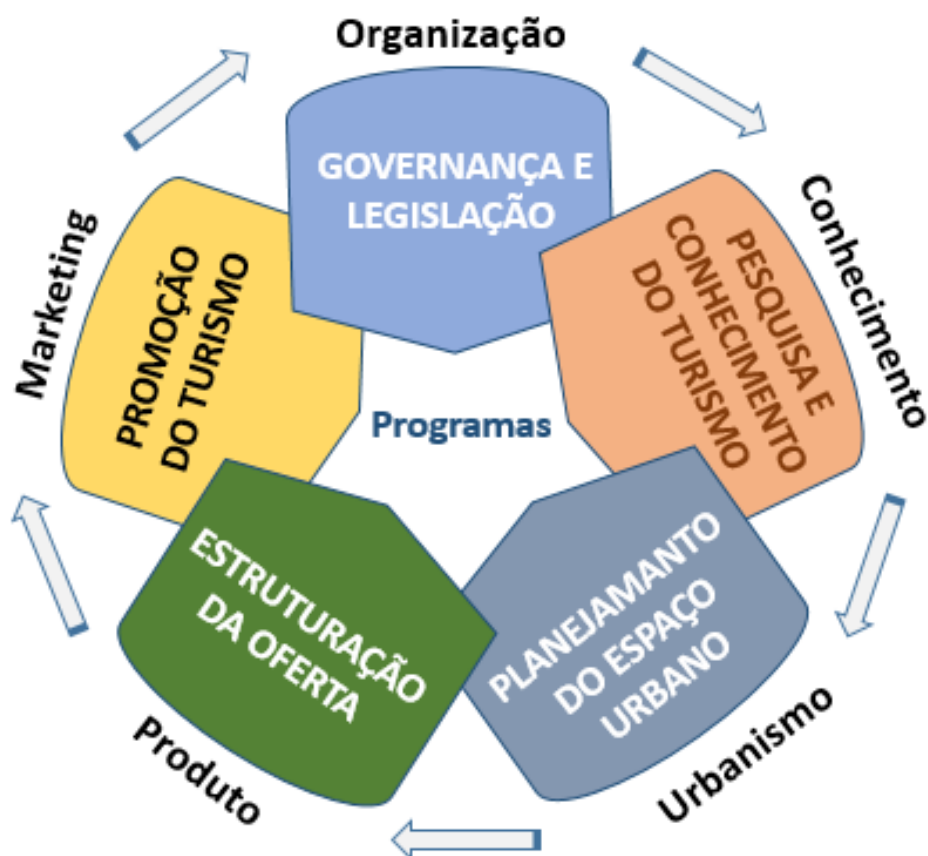 Organização
GOVERNANÇA E
LEGISLAÇÃO
Conhecimento
PESQUISA E
CONHECIMENTO
DO TURISMO
Urbanismo
PLANEJAMANTO
DO ESPAÇO
URBANO
Produto
ESTRUTURAÇÃO
DA OFERTA
Marketing
PROMOÇÃO
DO TURISMO
Programas